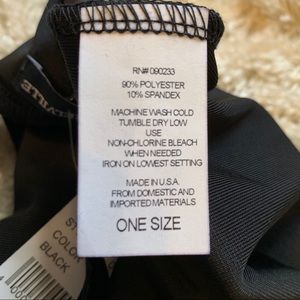 RN# 090233
90% POLYESTER
10% SPANDEX
MACHINE WASH COLD
TUMBLE DRY LOW
USE
NON-CHLORINE BLEACH
WHEN NEEDED
IRON ON LOWEST SETTING
MADE IN U.S.A.
FROM DOMESTIC AND
IMPORTED MATERIALS
ONE SIZE
COLO
BLACK